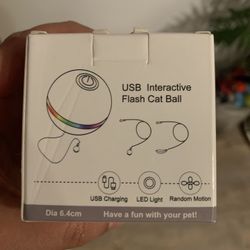 USB Interactive
Flash Cat Ball
USB Charging LED Light Random Motion
Dia 6.4cm Have a fun with your pet!